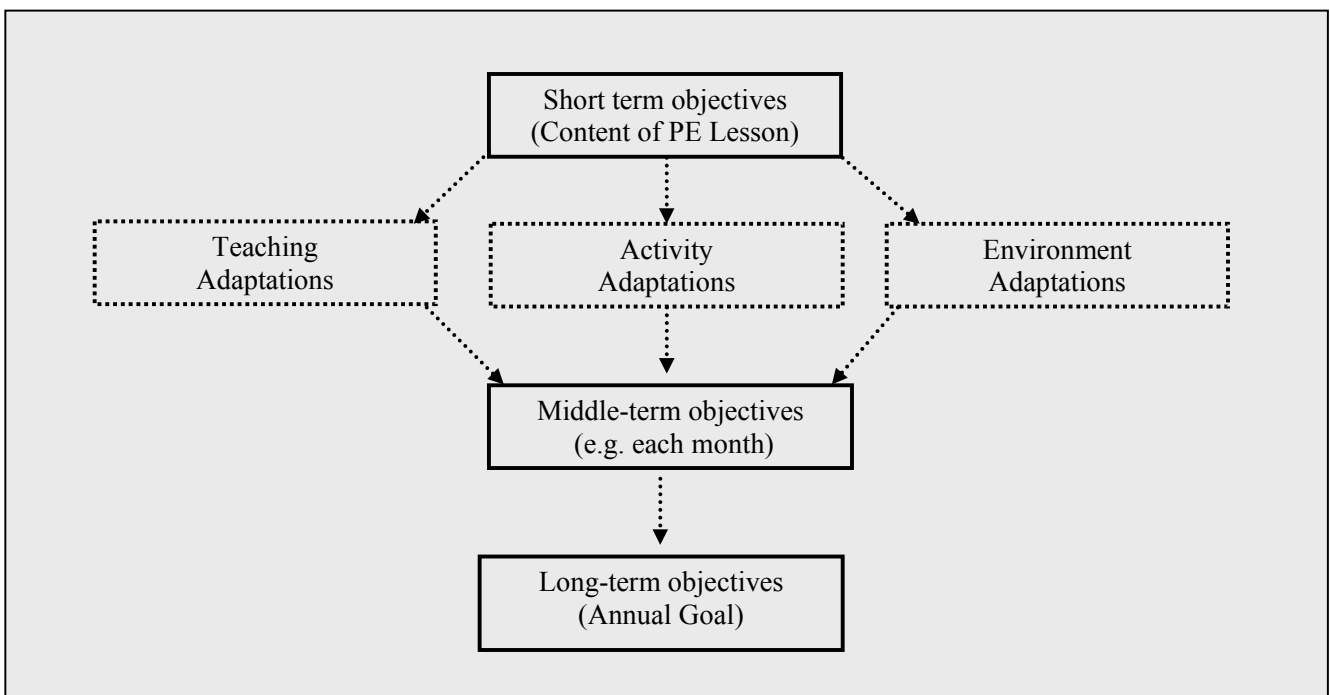 Short term objectives
(Content of PE Lesson)
Teaching
Adaptations
Activity
Adaptations
Environment
Adaptations
Middle-term objectives
(e.g. each month)
Long-term objectives
(Annual Goal)